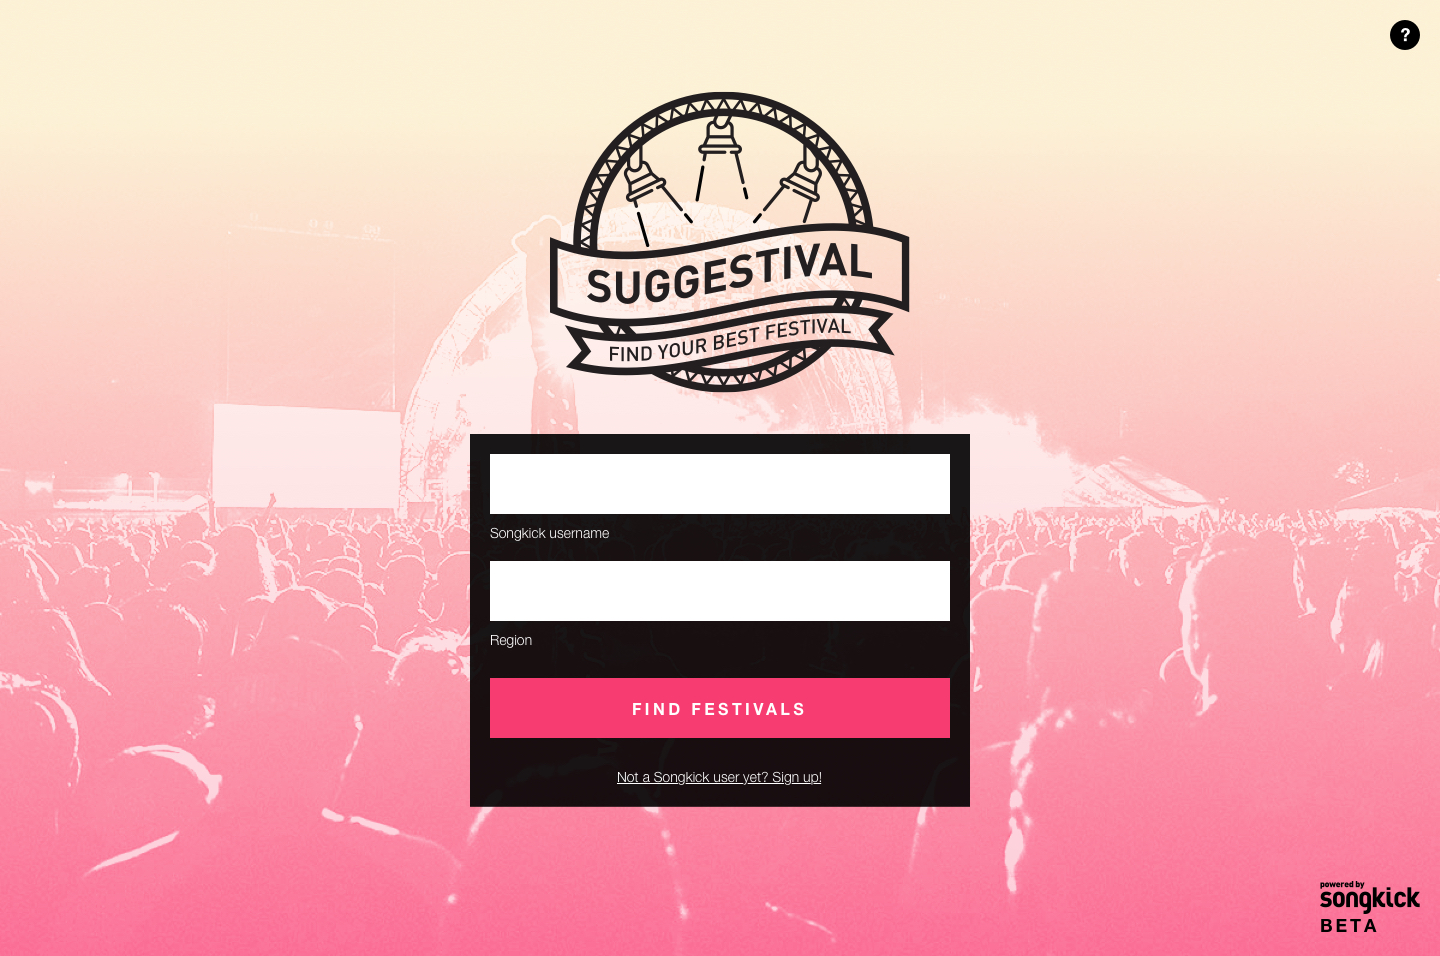 ?
SUGGESTIVAL
FIND YOUR BEST FESTIVAL
Songkick username
Region
FIND FESTIVALS
Not a Songkick user yet? Sign up!
powered by
songkick
BETA